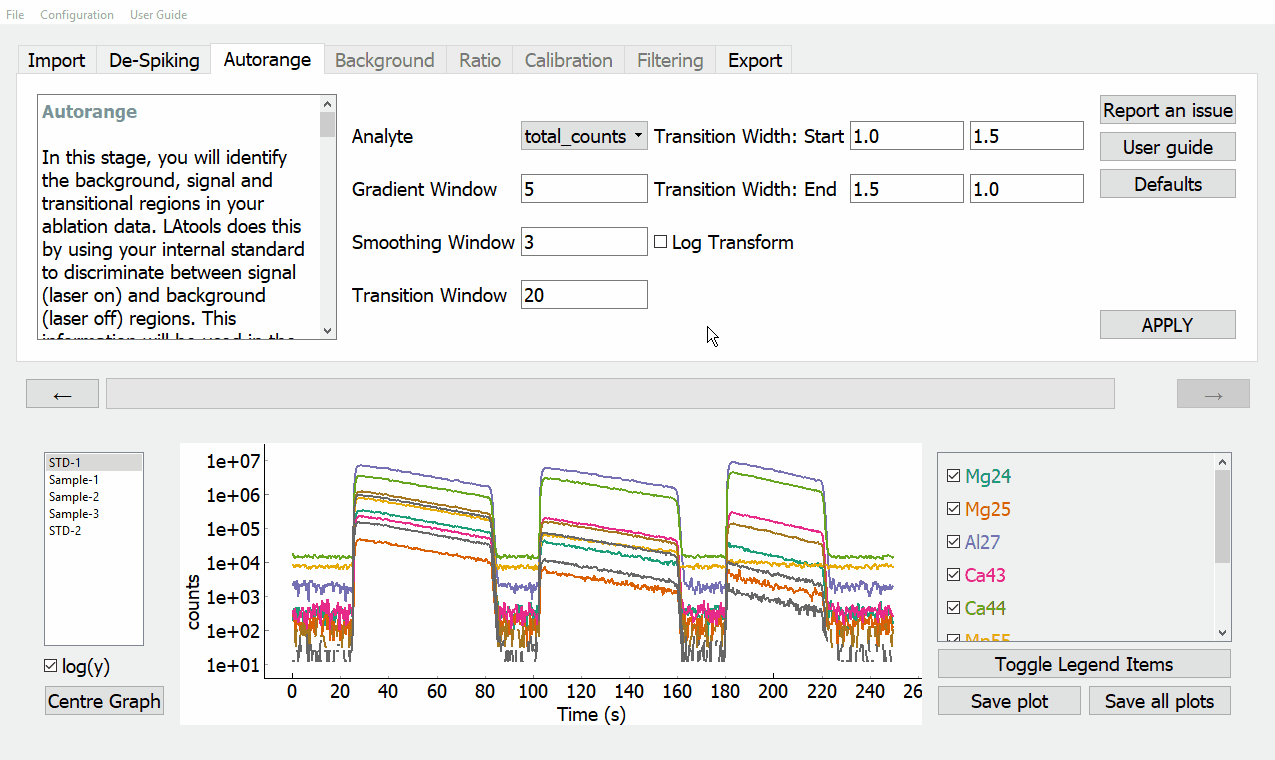 File Configuration User Guide
Import De-Spiking Autorange Background Ratio Calibration Filtering Export
Autorange
In this stage, you will identify
the background, signal and
transitional regions in your
ablation data. LAtools does this
by using your internal standard
to discriminate between signal
(laser on) and background
(laser off) regions. This
information will be used in the
Analyte total_counts Transition Width: Start 1.0 1.5
Gradient Window 5 Transition Width: End 1.5 1.0
Smoothing Window 3 Log Transform
Transition Window 20
Report an issue
User guide
Defaults
APPLY
← →
STD-1
Sample-1
Sample-2
Sample-3
STD-2
log(y)
Centre Graph
counts
1e+07
1e+06
1e+05
1e+04
1e+03
1e+02
1e+01
0 20 40 60 80 100 120 140 160 180 200 220 240 26
Time (s)
Mg24
Mg25
Al27
Ca43
Ca44
Mn55
Toggle Legend Items
Save plot Save all plots